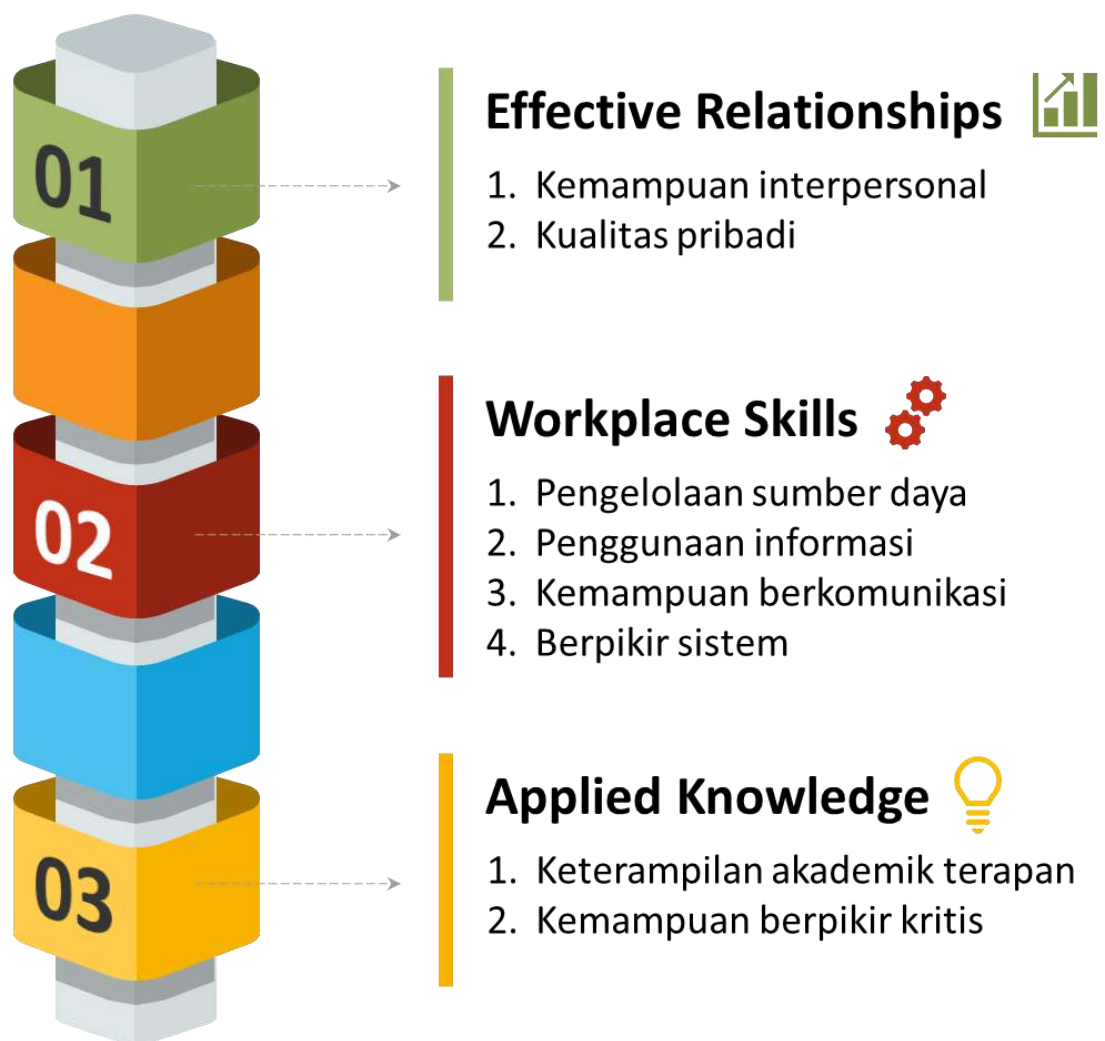 01
Effective Relationships
1. Kemampuan interpersonal
2. Kualitas pribadi
02
Workplace Skills
1. Pengelolaan sumber daya
2. Penggunaan informasi
3. Kemampuan berkomunikasi
4. Berpikir sistem
03
Applied Knowledge
1. Keterampilan akademik terapan
2. Kemampuan berpikir kritis